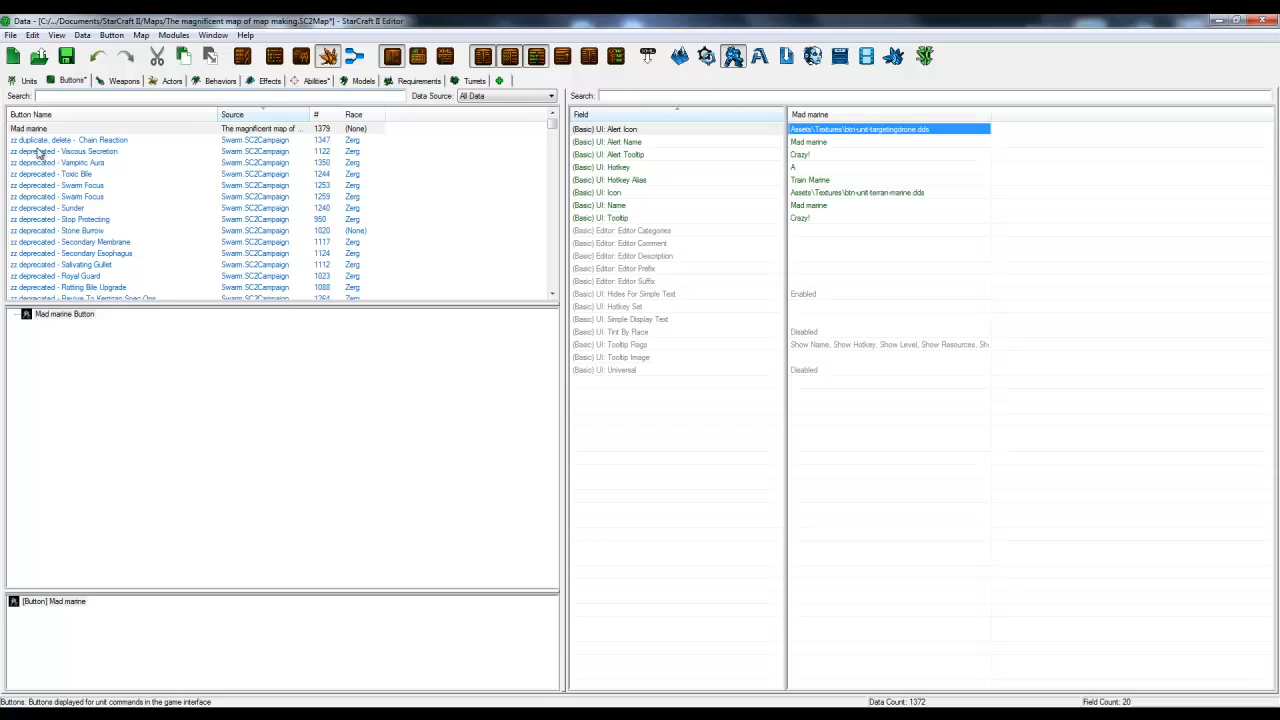 Data - [C:/.../Documents/StarCraft II/Maps/The magnificent map of map making.SC2Map*] - StarCraft II Editor
File Edit View Data Button Map Modules Window Help
Units Buttons* Weapons Actors Behaviors Effects Abilities* Models Requirements Turrets
Search: Data Source: All Data
Search:
Button Name Source # Race
Mad marine The magnificent map of ... 1379 (None)
zz duplicate, delete - Chain Reaction Swarm.SC2Campaign 1347 Zerg
zz deprecated - Viscous Secretion Swarm.SC2Campaign 1122 Zerg
zz deprecated - Vampiric Aura Swarm.SC2Campaign 1350 Zerg
zz deprecated - Toxic Bile Swarm.SC2Campaign 1244 Zerg
zz deprecated - Swarm Focus Swarm.SC2Campaign 1253 Zerg
zz deprecated - Swarm Focus Swarm.SC2Campaign 1259 Zerg
zz deprecated - Sunder Swarm.SC2Campaign 1240 Zerg
zz deprecated - Stop Protecting Swarm.SC2Campaign 950 Zerg
zz deprecated - Stone Burrow Swarm.SC2Campaign 1020 (None)
zz deprecated - Secondary Membrane Swarm.SC2Campaign 1117 Zerg
zz deprecated - Secondary Esophagus Swarm.SC2Campaign 1124 Zerg
zz deprecated - Salivating Gullet Swarm.SC2Campaign 1112 Zerg
zz deprecated - Royal Guard Swarm.SC2Campaign 1023 Zerg
zz deprecated - Rotting Bile Upgrade Swarm.SC2Campaign 1088 Zerg
zz deprecated - Revive To Kerrigan Spec Ops Swarm.SC2Campaign 1264 Zerg
Mad marine Button
[Button] Mad marine
Field Mad marine
(Basic) UI: Alert Icon Assets\Textures\btn-unit-targetingdrone.dds
(Basic) UI: Alert Name Mad marine
(Basic) UI: Alert Tooltip Crazy!
(Basic) UI: Hotkey A
(Basic) UI: Hotkey Alias Train Marine
(Basic) UI: Icon Assets\Textures\btn-unit-terran-marine.dds
(Basic) UI: Name Mad marine
(Basic) UI: Tooltip Crazy!
(Basic) Editor: Editor Categories
(Basic) Editor: Editor Comment
(Basic) Editor: Editor Description
(Basic) Editor: Editor Prefix
(Basic) Editor: Editor Suffix
(Basic) UI: Hides For Simple Text Enabled
(Basic) UI: Hotkey Set
(Basic) UI: Simple Display Text
(Basic) UI: Tint By Race Disabled
(Basic) UI: Tooltip Flags Show Name, Show Hotkey, Show Level, Show Resources, Sh
(Basic) UI: Tooltip Image
(Basic) UI: Universal Disabled
Buttons: Buttons displayed for unit commands in the game interface Data Count: 1372 Field Count: 20